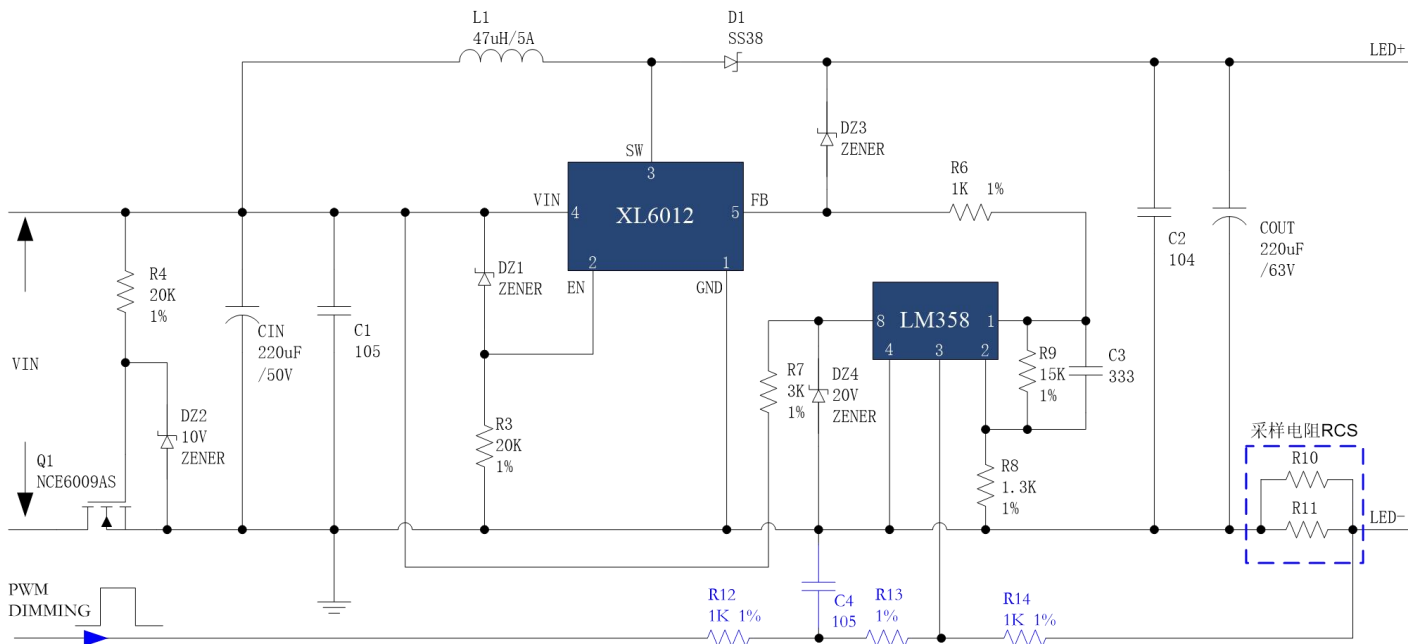 L1
47uH/5A
D1
SS38
LED+
DZ3
ZENER
SW
3
VIN
4
XL6012
5
FB
2
1
EN
GND
R6
1K 1%
C2
104
COUT
220uF
/63V
R4
20K
1%
CIN
220uF
/50V
C1
105
DZ1
ZENER
VIN
8
LM358
1
4
3
2
R7
3K
1%
DZ4
20V
ZENER
R9
15K
1%
C3
333
DZ2
10V
ZENER
R3
20K
1%
R8
1.3K
1%
采样电阻RCS
R10
R11
LED-
Q1
NCE6009AS
PWM
DIMMING
R12
1K 1%
C4
105
R13
1%
R14
1K 1%